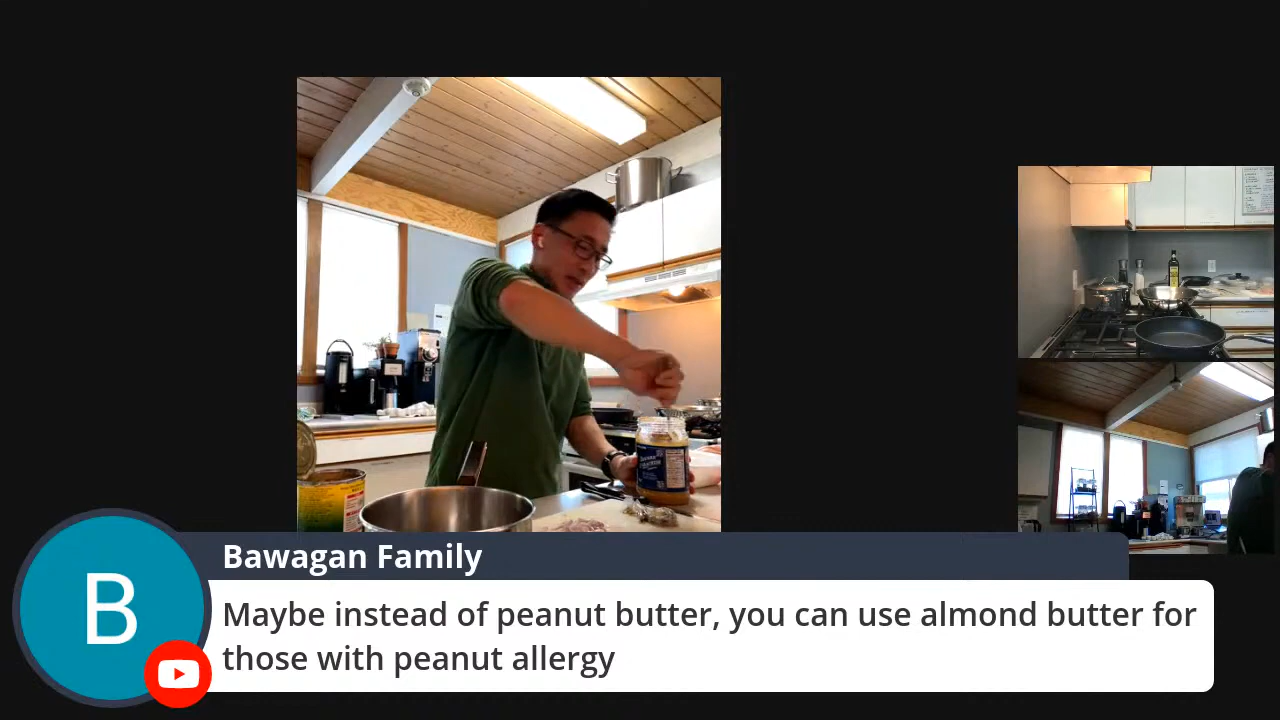 B
Bawagan Family
Maybe instead of peanut butter, you can use almond butter for
those with peanut allergy